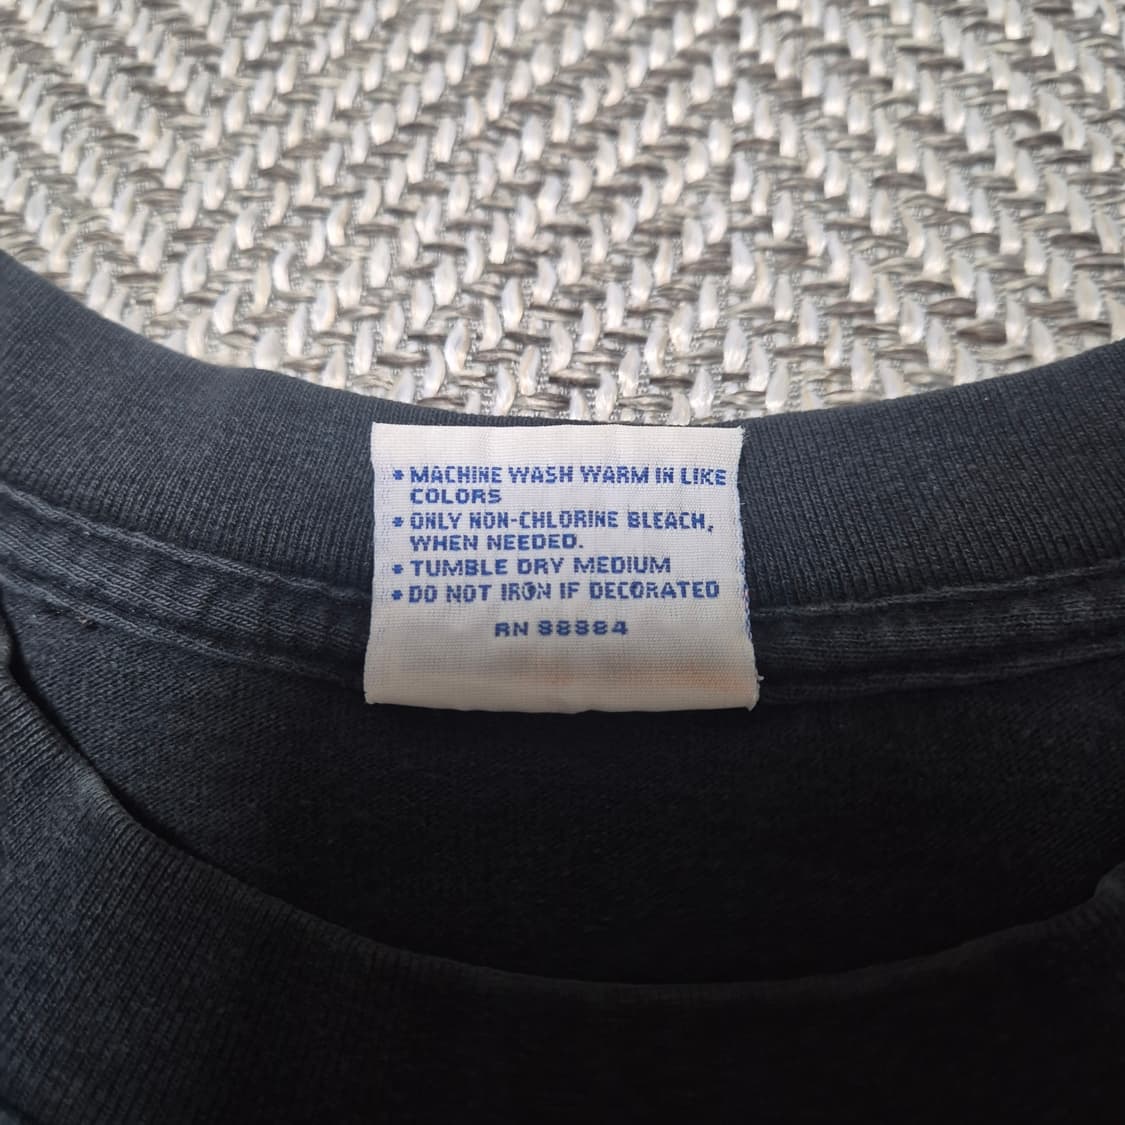 * MACHINE WASH WARM IN LIKE
COLORS
* ONLY NON-CHLORINE BLEACH,
WHEN NEEDED.
* TUMBLE DRY MEDIUM
* DO NOT IRON IF DECORATED
RN